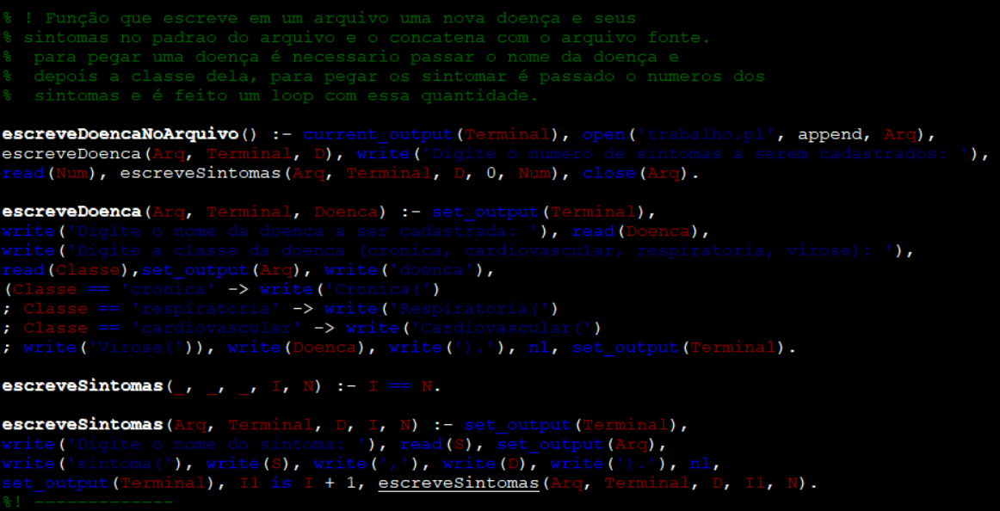 % ! Função que escreve em um arquivo uma nova doença e seus
% sintomas no padrao do arquivo e o concatena com o arquivo fonte.
%  para pegar uma doença é necessario passar o nome da doença e
%  depois a classe dela, para pegar os sintomar é passado o numeros dos
%  sintomas e é feito um loop com essa quantidade.
escreveDoencaNoArquivo() :- current_output(Terminal), open('trabalho.pl', append, Arq),
escreveDoenca(Arq, Terminal, D), write('Digite o numero de sintomas a serem cadastrados: '),
read(Num), escreveSintomas(Arq, Terminal, D, 0, Num), close(Arq).
escreveDoenca(Arq, Terminal, Doenca) :- set_output(Terminal),
write('Digite o nome da doenca a ser cadastrada: '), read(Doenca),
write('Digite a classe da doenca (cronica, cardiovascular, respiratoria, virose): '),
read(Classe),set_output(Arq), write('doenca'),
(Classe == 'cronica' -> write('Cronica(')
; Classe == 'respiratoria' -> write('Respiratoria(')
; Classe == 'cardiovascular' -> write('Cardiovascular(')
; write('Virose(')), write(Doenca), write(').'), nl, set_output(Terminal).
escreveSintomas(_, _, _, I, N) :- I == N.
escreveSintomas(Arq, Terminal, D, I, N) :- set_output(Terminal),
write('Digite o nome do sintoma: '), read(S), set_output(Arq),
write('sintoma('), write(S), write(','), write(D), write(').'), nl,
set_output(Terminal), I1 is I + 1, escreveSintomas(Arq, Terminal, D, I1, N).
%! -------------